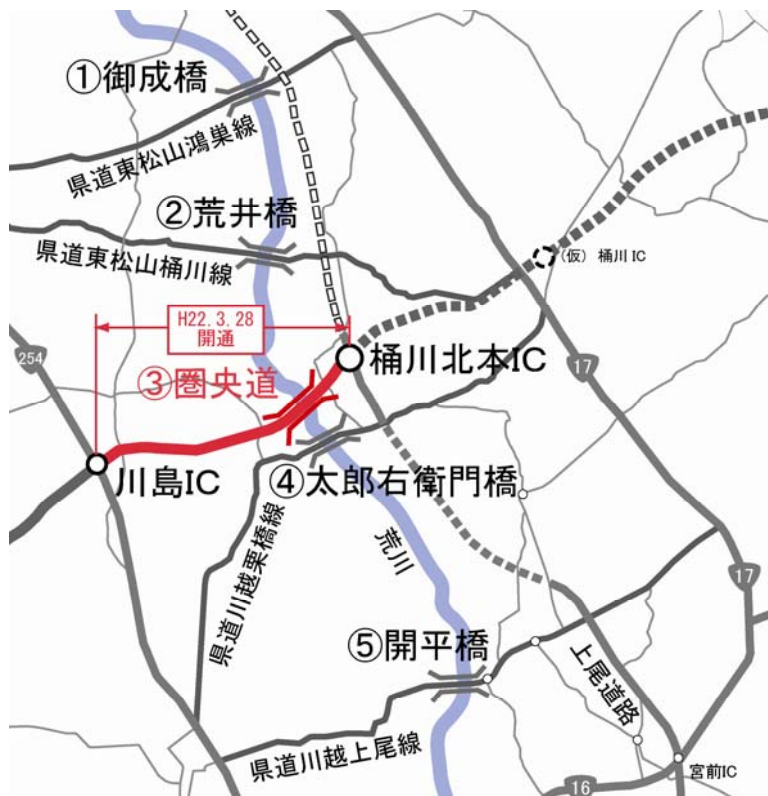 ①御成橋
県道東松山鴻巣線
②荒井橋
県道東松山桶川線
(仮) 桶川 IC
H22.3.28
開通
254
③圏央道
桶川北本IC
17
川島IC
④太郎右衛門橋
県道川越栗橋線
荒川
17
⑤開平橋
上尾道路
県道川越上尾線
宮前IC
16